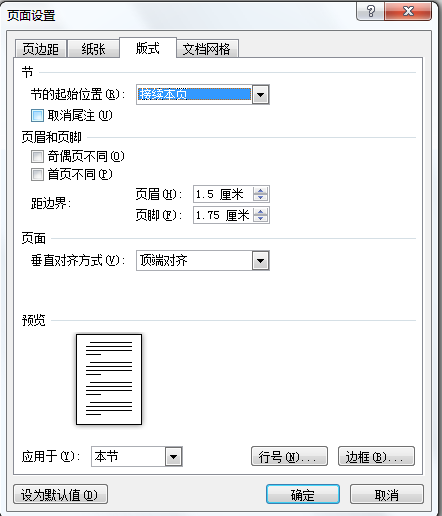 页面设置
页边距 纸张 版式 文档网格
节
节的起始位置(R): 接续本页
取消尾注(U)
页眉和页脚
奇偶页不同(O)
首页不同(P)
距边界: 页眉(H): 1.5 厘米
页脚(F): 1.75 厘米
页面
垂直对齐方式(V): 顶端对齐
预览
应用于(Y): 本节 行号(N)... 边框(B)...
设为默认值(D) 确定 取消